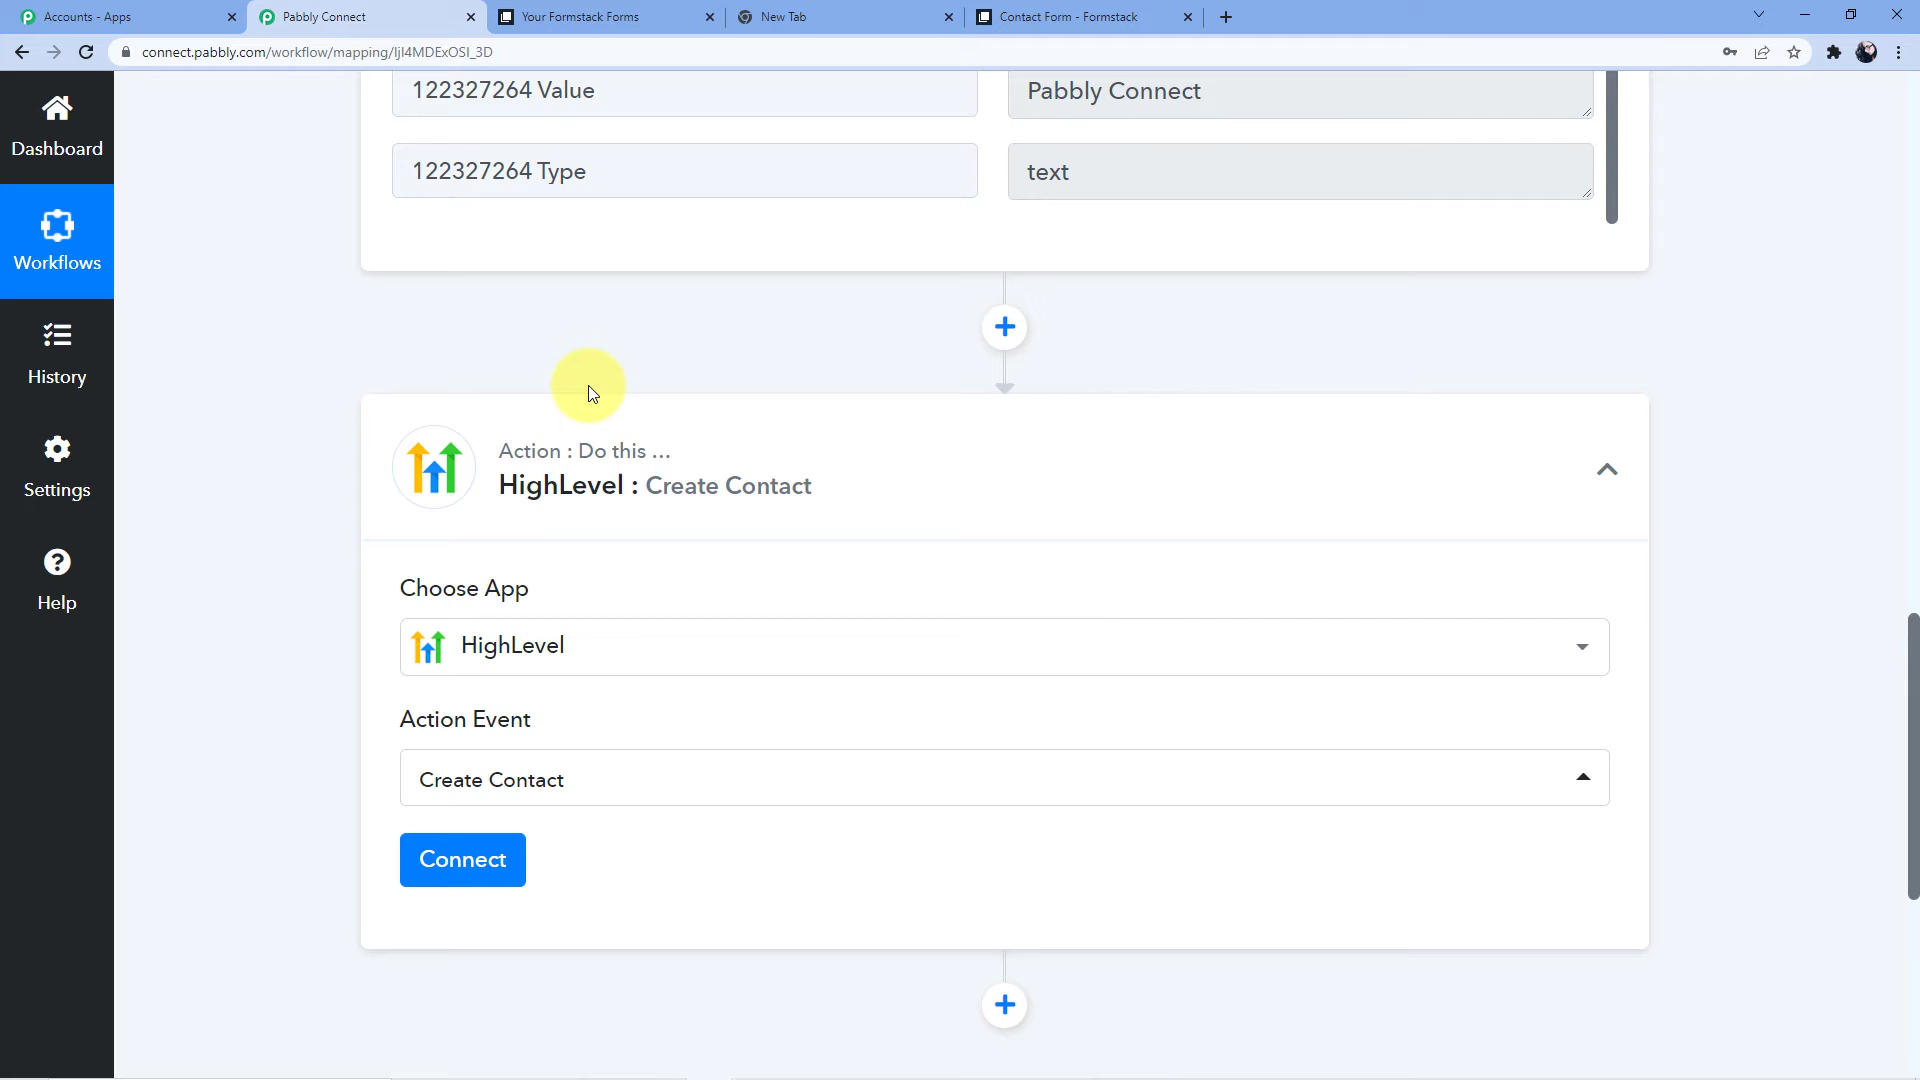 Accounts - Apps
Pabbly Connect
Your Formstack Forms
New Tab
Contact Form - Formstack
connect.pabbly.com/workflow/mapping/IjI4MDExOSI_3D
Dashboard
Workflows
History
Settings
Help
122327264 Value
Pabbly Connect
122327264 Type
text
Action : Do this ...
HighLevel : Create Contact
Choose App
HighLevel
Action Event
Create Contact
Connect